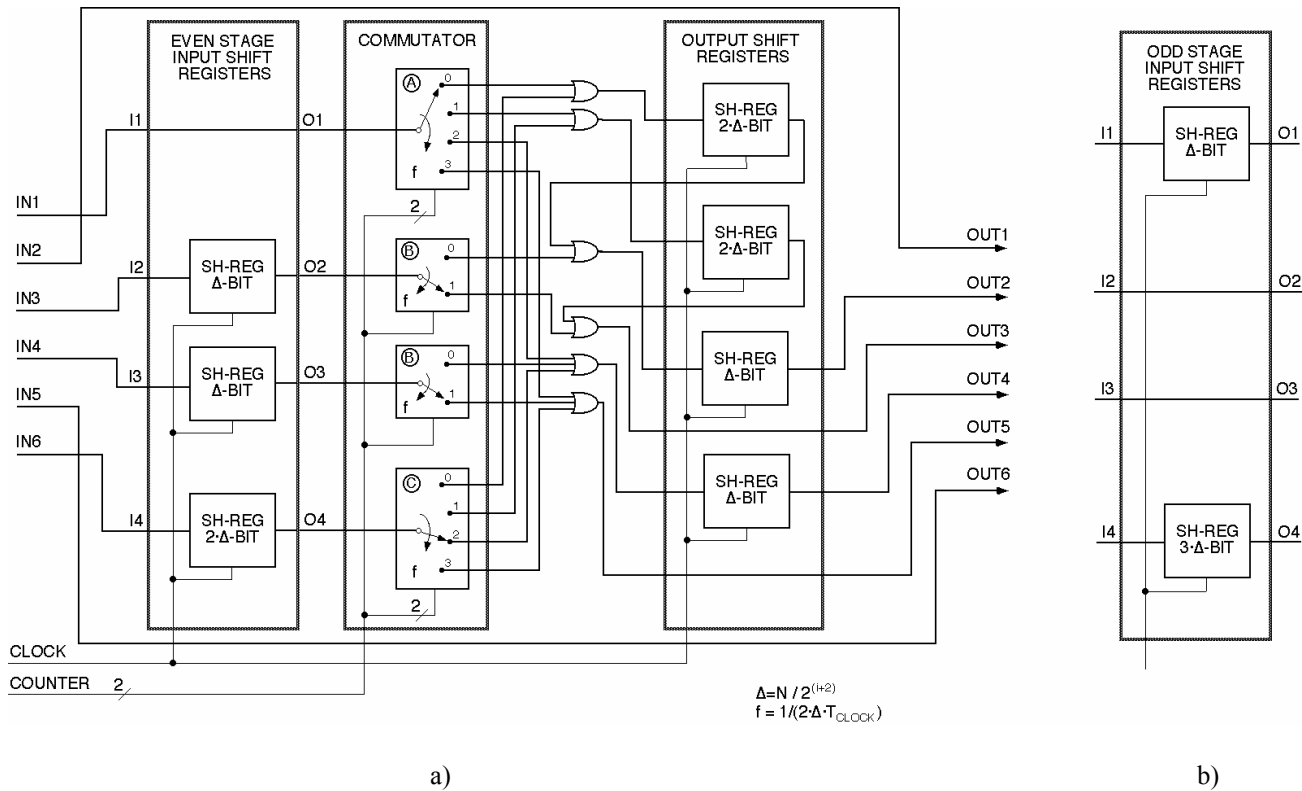 EVEN STAGE
INPUT SHIFT
REGISTERS
I1
O1
IN1
IN2
I2
SH-REG
Δ-BIT
O2
IN3
IN4
I3
SH-REG
Δ-BIT
O3
IN5
IN6
I4
SH-REG
2·Δ-BIT
O4
CLOCK
COUNTER
2
COMMUTATOR
A
0
1
2
3
f
2
B
0
1
f
B
0
1
f
C
0
1
2
3
f
2
OUTPUT SHIFT
REGISTERS
SH-REG
2·Δ-BIT
SH-REG
2·Δ-BIT
SH-REG
Δ-BIT
SH-REG
Δ-BIT
OUT1
OUT2
OUT3
OUT4
OUT5
OUT6
Δ=N / 2^(i+2)
f = 1/(2·Δ·T_CLOCK)
a)
ODD STAGE
INPUT SHIFT
REGISTERS
I1
SH-REG
Δ-BIT
O1
I2
O2
I3
O3
I4
SH-REG
3·Δ-BIT
O4
b)